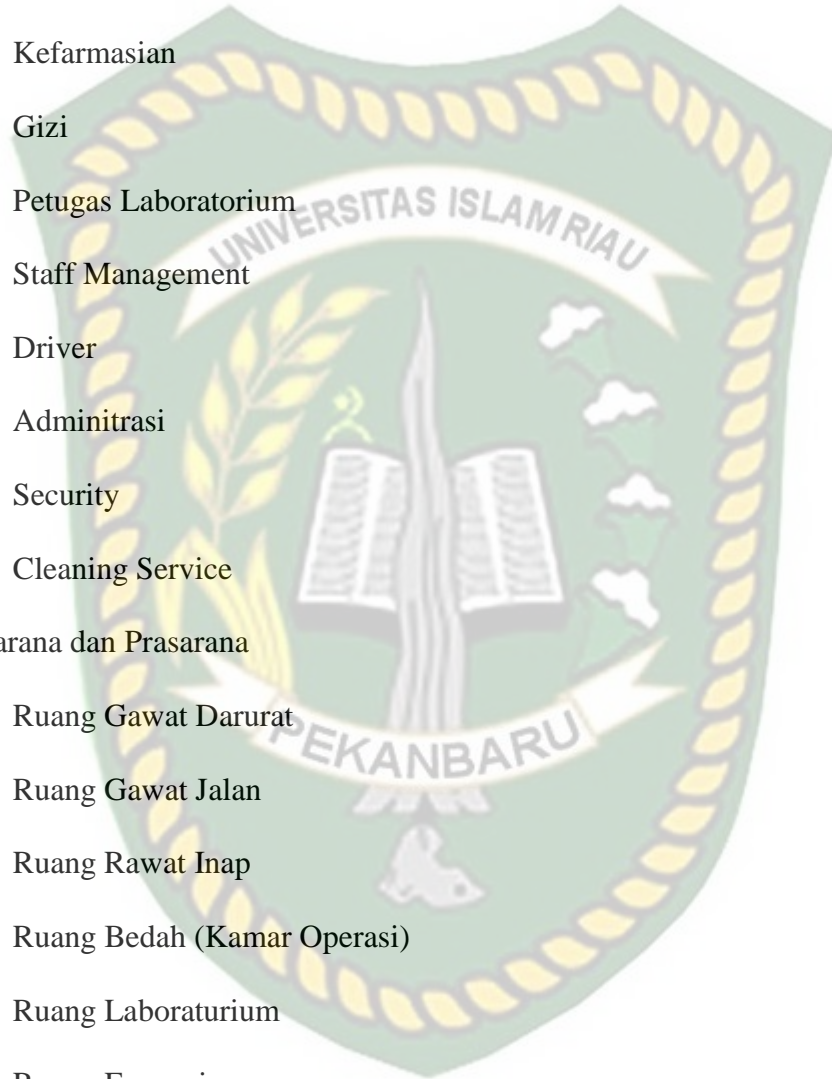 Kefarmasian
Gizi
Petugas Laboratorium
UNIVERSITAS ISLAM RIAU
Staff Management
Driver
Adminitrasi
Security
Cleaning Service
arana dan Prasarana
Ruang Gawat Darurat
PEKANBARU
Ruang Gawat Jalan
Ruang Rawat Inap
Ruang Bedah (Kamar Operasi)
Ruang Laboraturium